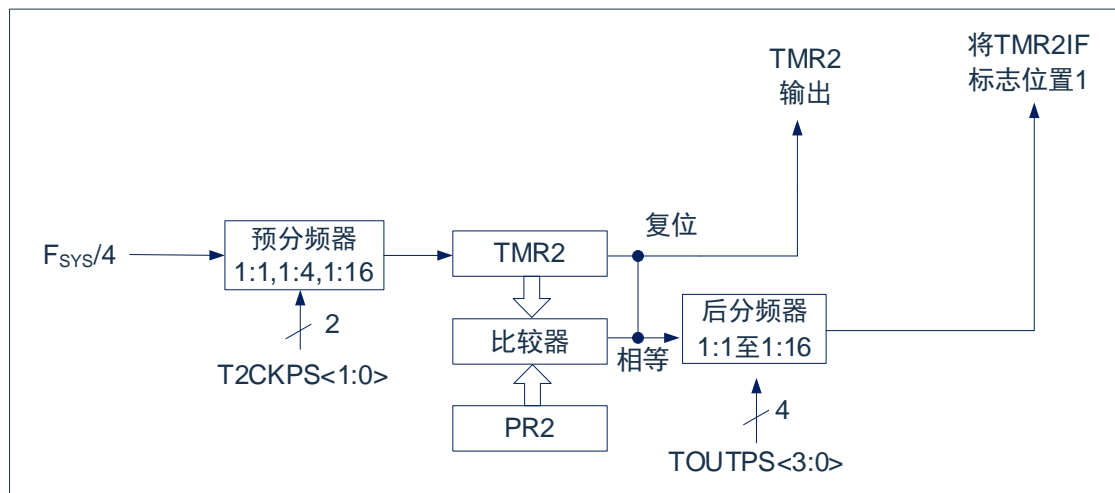 将TMR2IF
标志位置1
TMR2
输出
复位
F_SYS/4
预分频器
1:1,1:4,1:16
TMR2
2
T2CKPS<1:0>
比较器
相等
后分频器
1:1至1:16
PR2
4
TOUTPS<3:0>